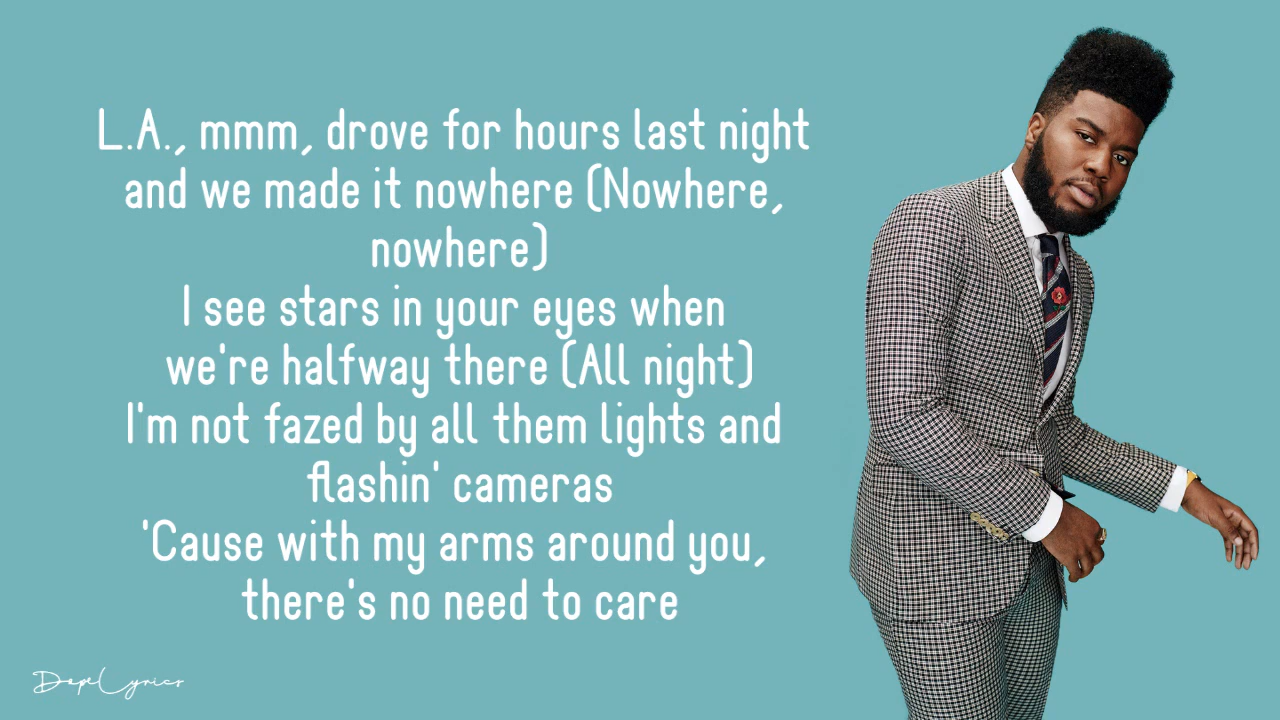 L.A., mmm, drove for hours last night
and we made it nowhere (Nowhere,
nowhere)
I see stars in your eyes when
we're halfway there (All night)
I'm not fazed by all them lights and
flashin' cameras
'Cause with my arms around you,
there's no need to care
DopeLyrics